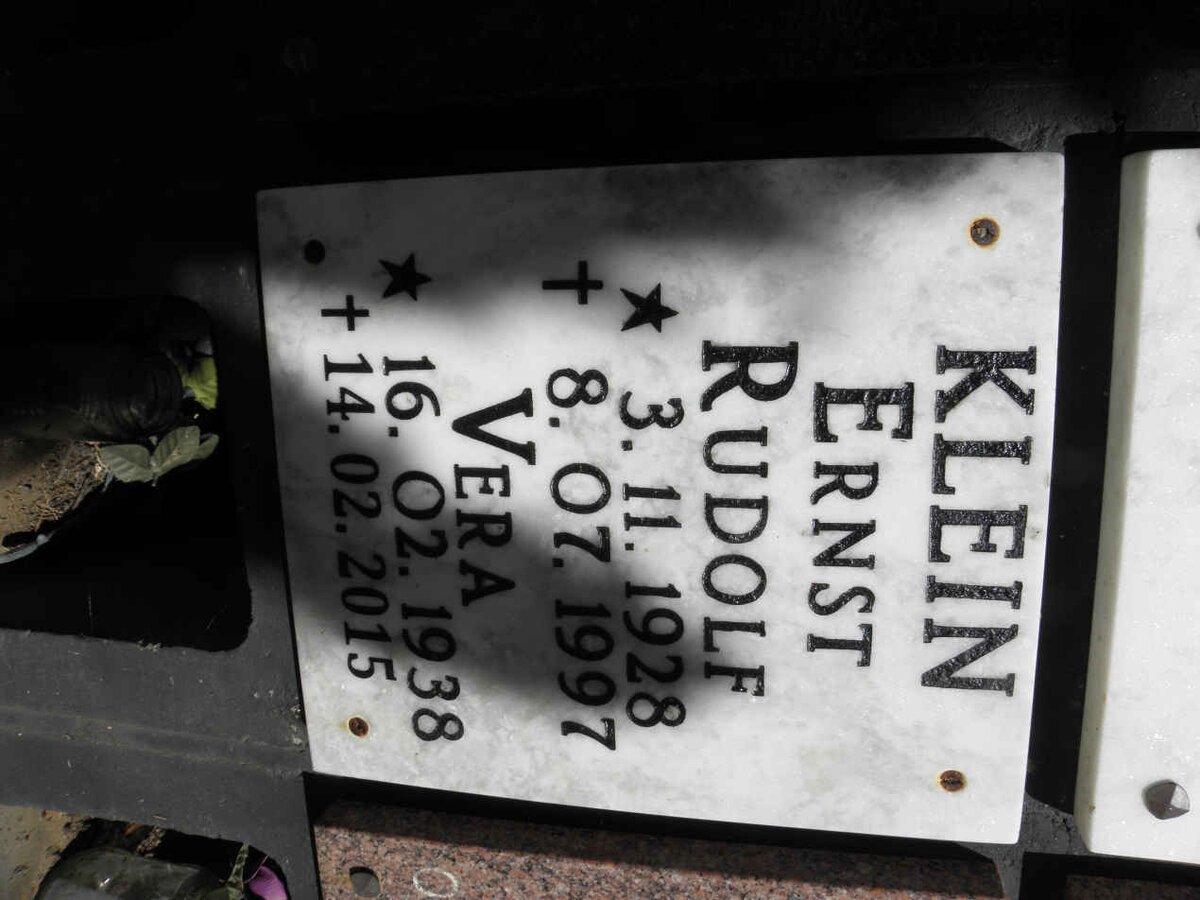 KLEIN
ERNST
RUDOLF
★ 3. 11. 1928
✝ 8. 07. 1997
VERA
★ 16. 02. 1938
✝ 14. 02. 2015